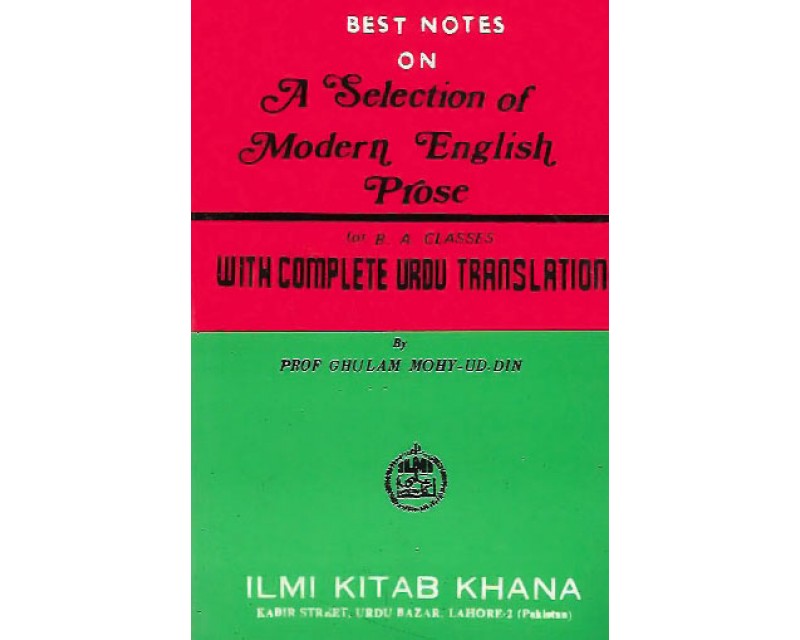 BEST NOTES
ON
A Selection of
Modern English
Prose
for B. A CLASSES
WITH COMPLETE URDU TRANSLATION
By
PROF GHULAM MOHY-UD-DIN
ILMI
ILMI KITAB KHANA
KABIR STREET, URDU BAZAR, LAHORE-2 (Pakistan)